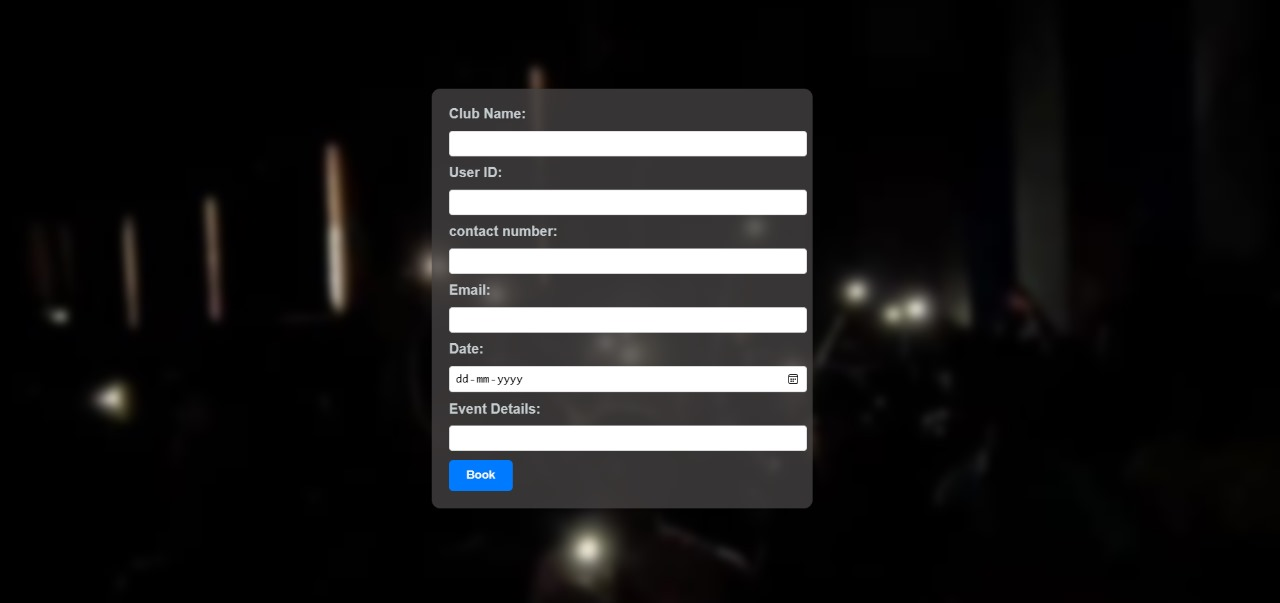 Club Name:
User ID:
contact number:
Email:
Date:
dd-mm-yyyy
Event Details:
Book